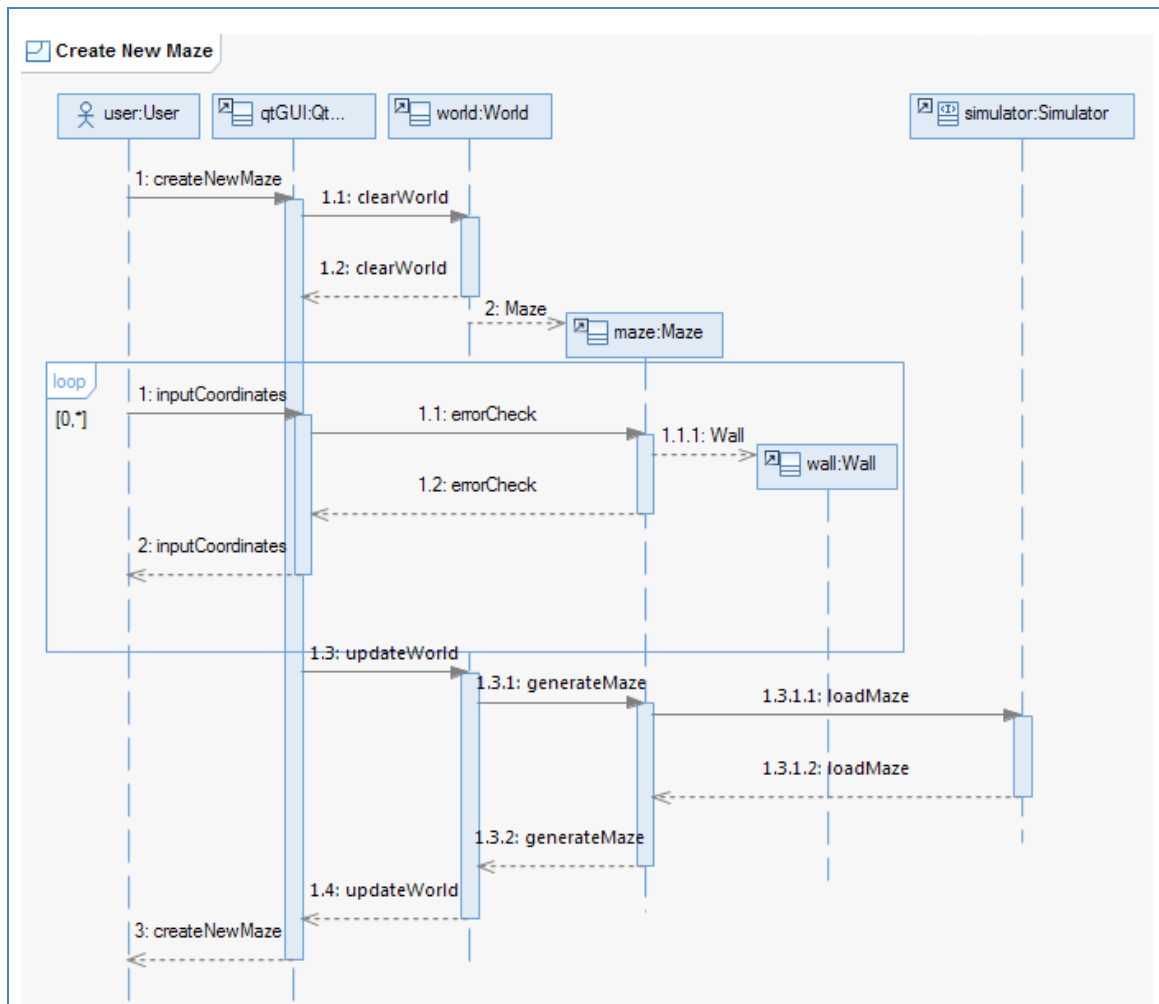 Create New Maze
user:User
qtGUI:Qt...
world:World
simulator:Simulator
1: createNewMaze
1.1: clearWorld
1.2: clearWorld
2: Maze
maze:Maze
loop
[0,*]
1: inputCoordinates
1.1: errorCheck
1.1.1: Wall
wall:Wall
1.2: errorCheck
2: inputCoordinates
1.3: updateWorld
1.3.1: generateMaze
1.3.1.1: loadMaze
1.3.1.2: loadMaze
1.3.2: generateMaze
1.4: updateWorld
3: createNewMaze